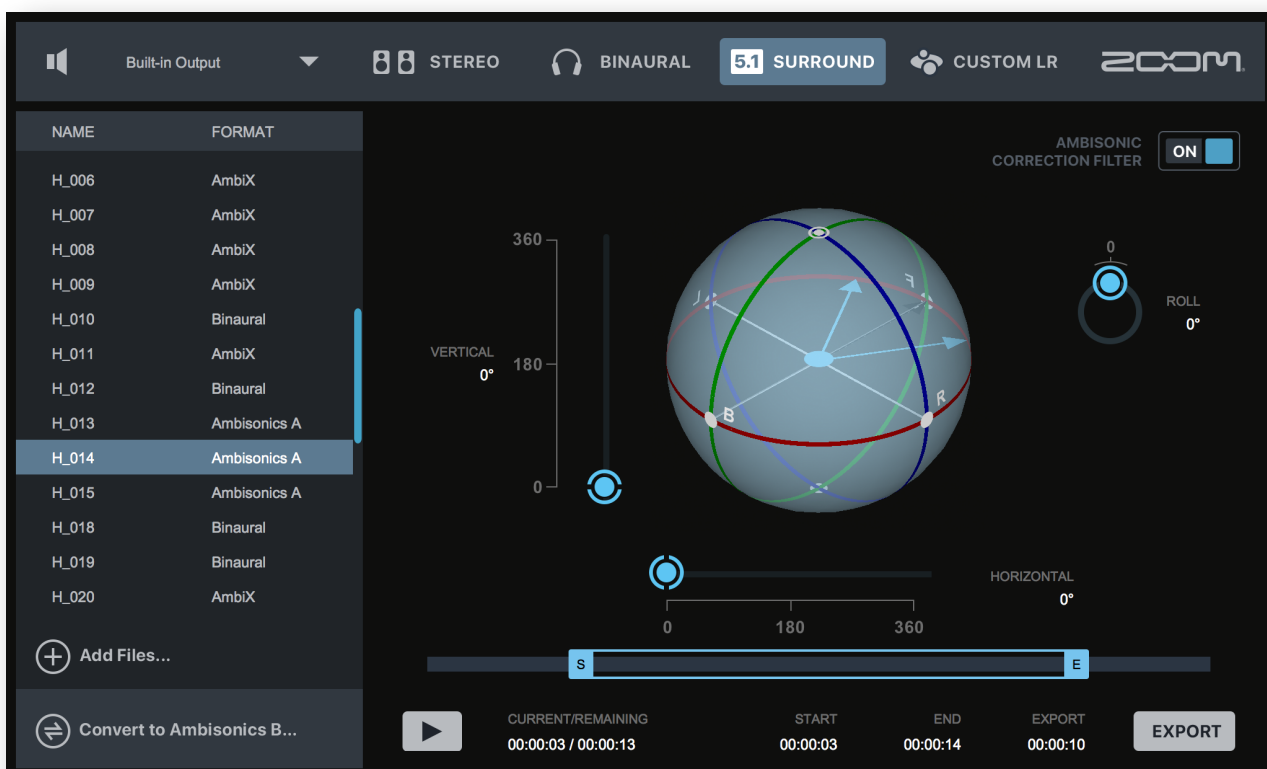 Built-in Output
STEREO
BINAURAL
5.1 SURROUND
CUSTOM LR
ZOOM
NAME FORMAT
H_006 AmbiX
H_007 AmbiX
H_008 AmbiX
H_009 AmbiX
H_010 Binaural
H_011 AmbiX
H_012 Binaural
H_013 Ambisonics A
H_014 Ambisonics A
H_015 Ambisonics A
H_018 Binaural
H_019 Binaural
H_020 AmbiX
Add Files...
Convert to Ambisonics B...
AMBISONIC
CORRECTION FILTER
ON
360
VERTICAL
0°
180
0
L
F
B
R
0
ROLL
0°
HORIZONTAL
0°
0 180 360
S E
CURRENT/REMAINING START END EXPORT
00:00:03 / 00:00:13 00:00:03 00:00:14 00:00:10
EXPORT